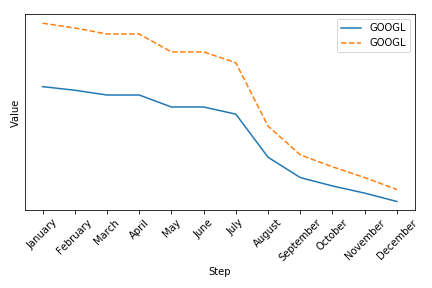 GOOGL
GOOGL
Value
January
February
March
April
May
June
July
August
September
October
November
December
Step